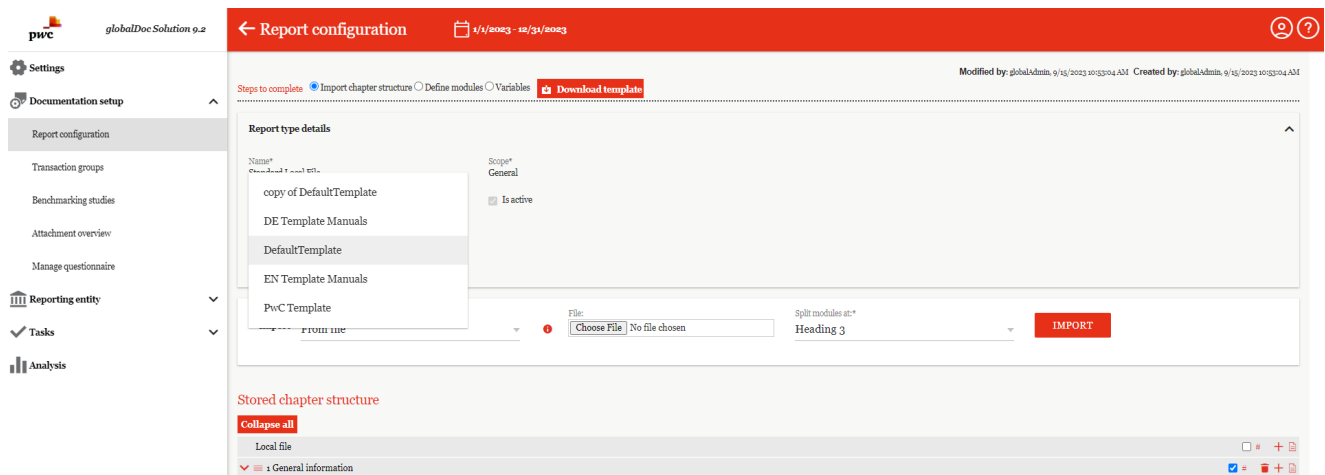 pwc
globalDoc Solution 9.2
Report configuration
1/1/2023 - 12/31/2023
Settings
Documentation setup
Report configuration
Transaction groups
Benchmarking studies
Attachment overview
Manage questionnaire
Reporting entity
Tasks
Analysis
Modified by: globalAdmin, 9/15/2023 10:53:04 AM Created by: globalAdmin, 9/15/2023 10:53:04 AM
Steps to complete Import chapter structure Define modules Variables Download template
Report type details
Name*
Standard Local File
Scope*
General
Is active
copy of DefaultTemplate
DE Template Manuals
DefaultTemplate
EN Template Manuals
PwC Template
From file
File:
Choose File No file chosen
Split modules at:*
Heading 3
IMPORT
Stored chapter structure
Collapse all
Local file
#
1 General information
#